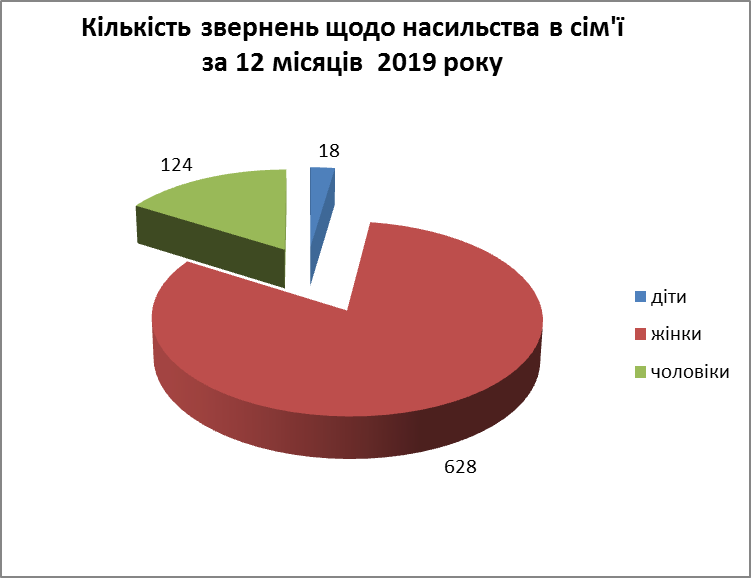 Кількість звернень щодо насильства в сім'ї
за 12 місяців  2019 року
124
18
діти
жінки
чоловіки
628